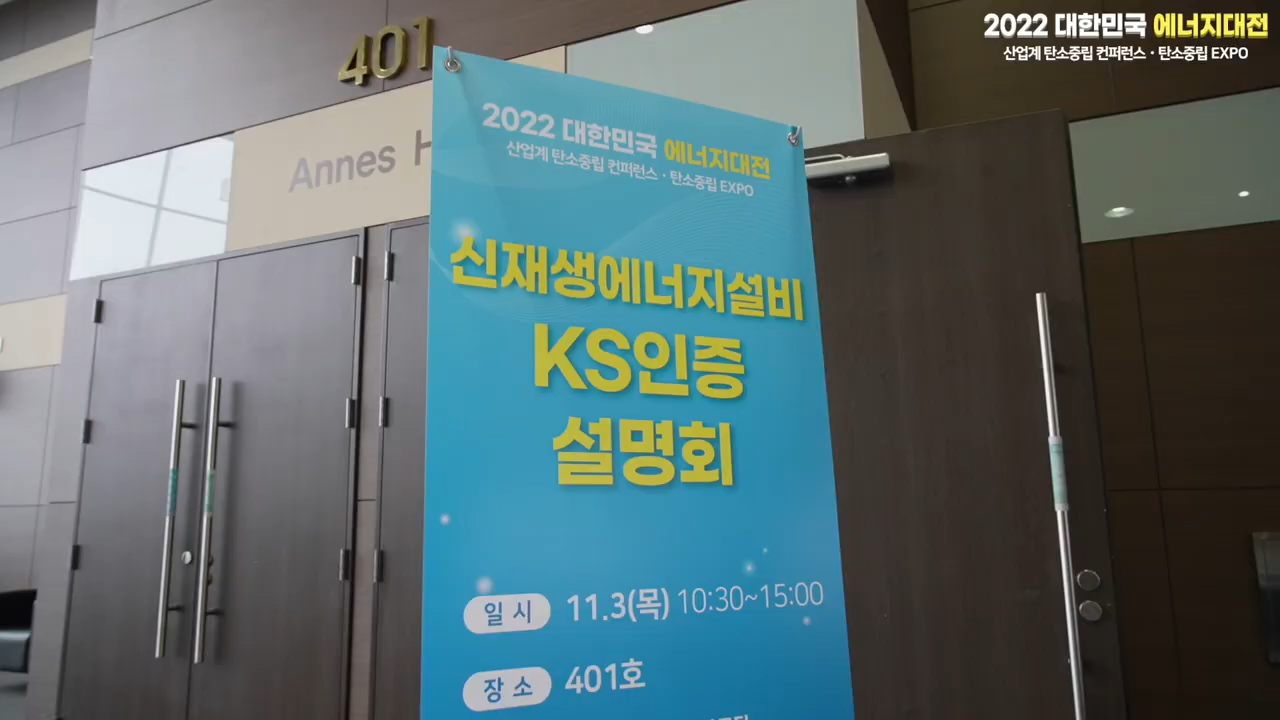 2022 대한민국 에너지대전
산업계 탄소중립 컨퍼런스 · 탄소중립 EXPO
401
Annes H
2022 대한민국 에너지대전
산업계 탄소중립 컨퍼런스 · 탄소중립 EXPO
신재생에너지설비
KS인증
설명회
일 시 11.3(목) 10:30~15:00
장 소 401호